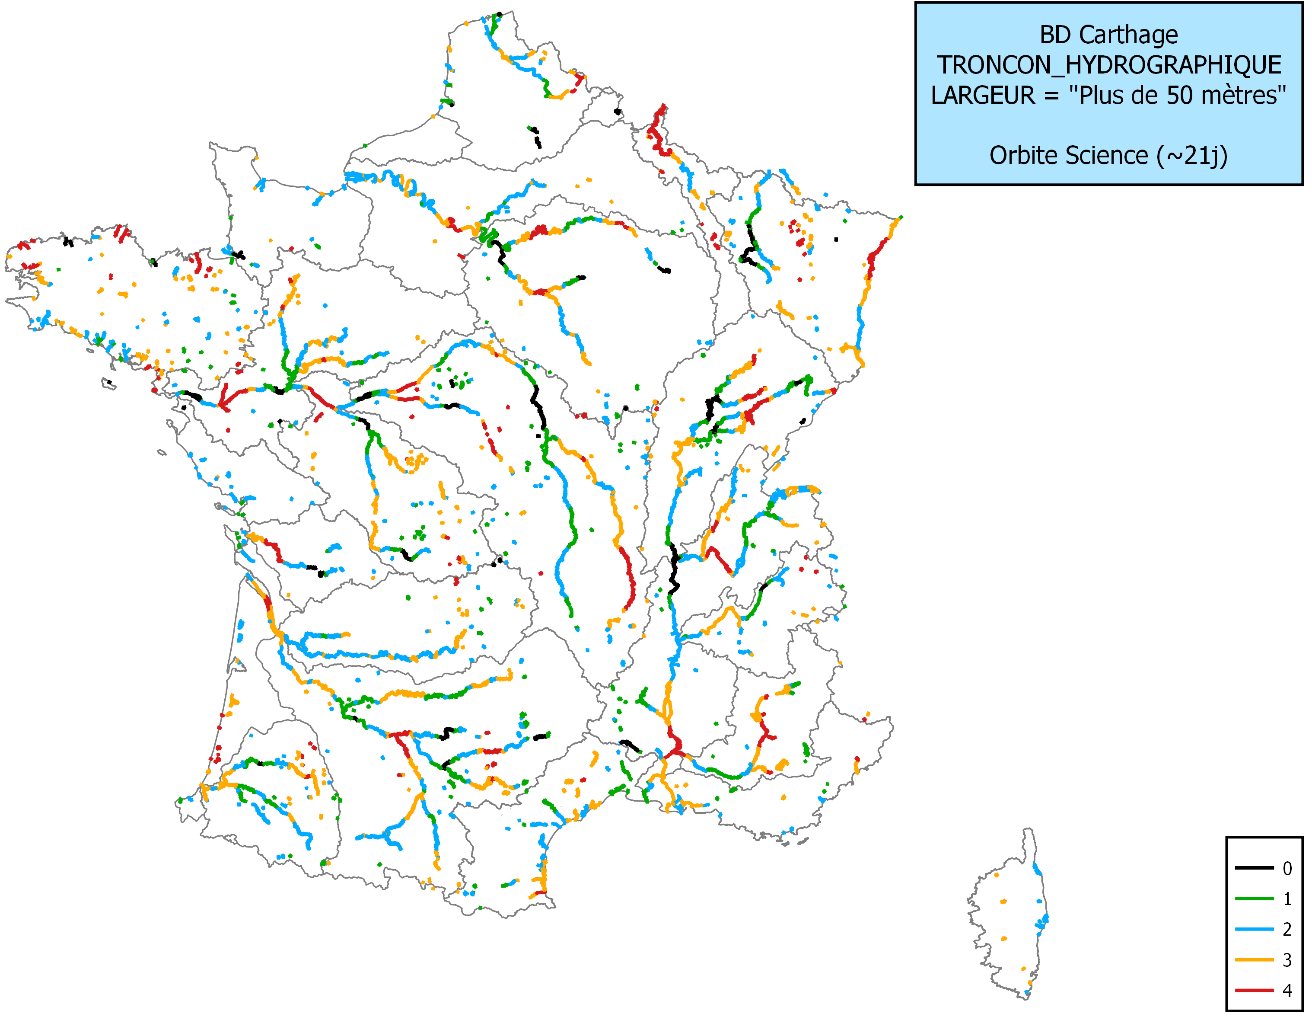 BD Carthage
TRONCON_HYDROGRAPHIQUE
LARGEUR = "Plus de 50 mètres"
Orbite Science (~21j)
0
1
2
3
4